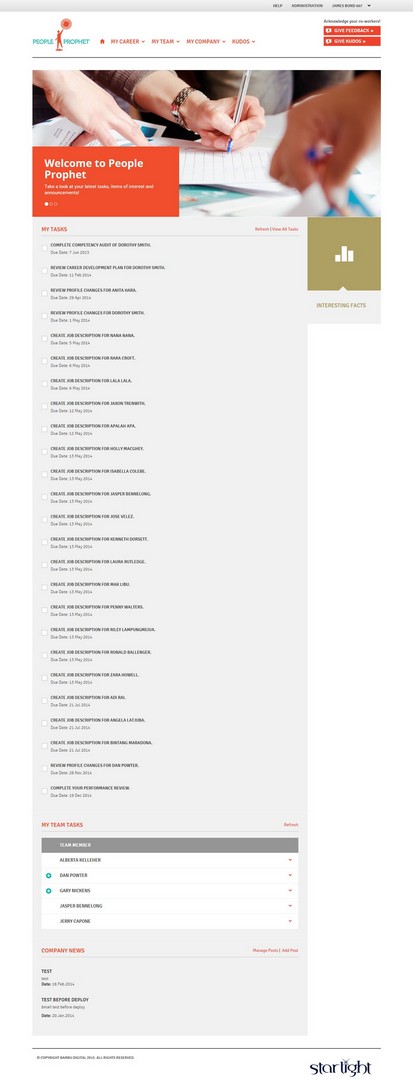 HELP ADMINISTRATION JAMES BOND 007
Acknowledge your co-workers!
GIVE FEEDBACK »
GIVE KUDOS »
PEOPLE PROPHET
MY CAREER MY TEAM MY COMPANY KUDOS
Welcome to People
Prophet
Take a look at your latest tasks, items of interest and
announcements!
MY TASKS
Refresh | View All Tasks
COMPLETE COMPETENCY AUDIT OF DOROTHY SMITH.
Due Date: 7 Jun 2013
REVIEW CAREER DEVELOPMENT PLAN FOR DOROTHY SMITH.
Due Date: 11 Feb 2014
REVIEW PROFILE CHANGES FOR ANITA HARA.
Due Date: 28 Apr 2014
REVIEW PROFILE CHANGES FOR DOROTHY SMITH.
Due Date: 1 May 2014
CREATE JOB DESCRIPTION FOR NANA NANA.
Due Date: 5 May 2014
CREATE JOB DESCRIPTION FOR RARA CROFT.
Due Date: 6 May 2014
CREATE JOB DESCRIPTION FOR LALA LALA.
Due Date: 9 May 2014
CREATE JOB DESCRIPTION FOR JAXON TRENWITH.
Due Date: 12 May 2014
CREATE JOB DESCRIPTION FOR APALAH APA.
Due Date: 12 May 2014
CREATE JOB DESCRIPTION FOR HOLLY MACGHEY.
Due Date: 13 May 2014
CREATE JOB DESCRIPTION FOR ISABELLA COLEBE.
Due Date: 13 May 2014
CREATE JOB DESCRIPTION FOR JASPER BENNELONG.
Due Date: 13 May 2014
CREATE JOB DESCRIPTION FOR JOSE VELEZ.
Due Date: 13 May 2014
CREATE JOB DESCRIPTION FOR KENNETH DORSETT.
Due Date: 13 May 2014
CREATE JOB DESCRIPTION FOR LAURA RUTLEDGE.
Due Date: 13 May 2014
CREATE JOB DESCRIPTION FOR MAH LIBU.
Due Date: 13 May 2014
CREATE JOB DESCRIPTION FOR PENNY WALTERS.
Due Date: 13 May 2014
CREATE JOB DESCRIPTION FOR RILEY LAMPUNGMEIUA.
Due Date: 13 May 2014
CREATE JOB DESCRIPTION FOR RONALD BALLENGER.
Due Date: 13 May 2014
CREATE JOB DESCRIPTION FOR ZARA HOWELL.
Due Date: 13 May 2014
CREATE JOB DESCRIPTION FOR ADI RAI.
Due Date: 21 Jul 2014
CREATE JOB DESCRIPTION FOR ANGELA LATJUBA.
Due Date: 21 Jul 2014
CREATE JOB DESCRIPTION FOR BINTANG MARADONA.
Due Date: 21 Jul 2014
REVIEW PROFILE CHANGES FOR DAN POWTER.
Due Date: 28 Nov 2014
COMPLETE YOUR PERFORMANCE REVIEW.
Due Date: 19 Dec 2014
INTERESTING FACTS
MY TEAM TASKS
Refresh
TEAM MEMBER
ALBERTA KELLEHER
DAN POWTER
GARY NICKENS
JASPER BENNELONG
JERRY CAPONE
COMPANY NEWS
Manage Posts | Add Post
TEST
test
Date: 18.Feb.2014
TEST BEFORE DEPLOY
small test before deploy
Date: 20.Jan.2014
© COPYRIGHT BAMBU DIGITAL 2012. ALL RIGHTS RESERVED.
starlight